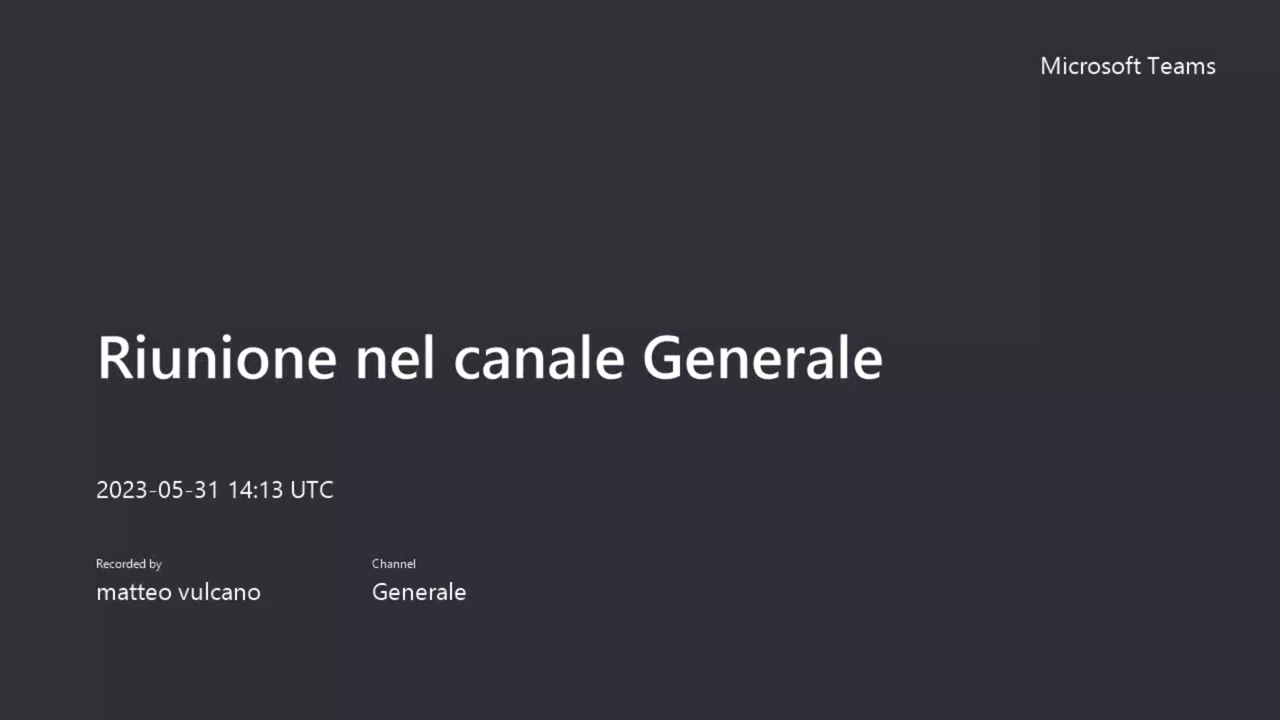 Microsoft Teams
Riunione nel canale Generale
2023-05-31 14:13 UTC
Recorded by
matteo vulcano
Channel
Generale